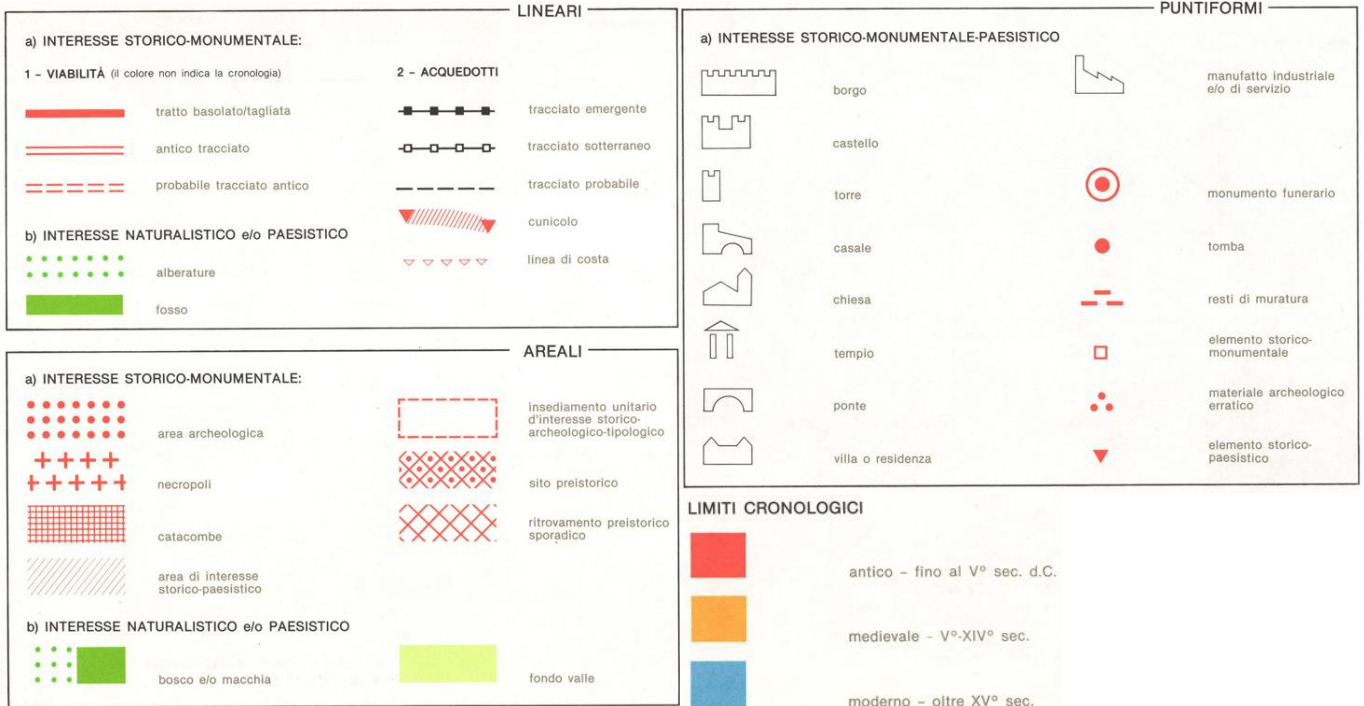 LINEARI
a) INTERESSE STORICO-MONUMENTALE:
1 - VIABILITÀ (il colore non indica la cronologia)
tratto basolato/tagliata
antico tracciato
probabile tracciato antico
2 - ACQUEDOTTI
tracciato emergente
tracciato sotterraneo
tracciato probabile
cunicolo
linea di costa
b) INTERESSE NATURALISTICO e/o PAESISTICO
alberature
fosso
AREALI
a) INTERESSE STORICO-MONUMENTALE:
area archeologica
necropoli
catacombe
area di interesse
storico-paesistico
insediamento unitario
d'interesse storico-
archeologico-tipologico
sito preistorico
ritrovamento preistorico
sporadico
b) INTERESSE NATURALISTICO e/o PAESISTICO
bosco e/o macchia
fondo valle
PUNTIFORMI
a) INTERESSE STORICO-MONUMENTALE-PAESISTICO
borgo
castello
torre
casale
chiesa
tempio
ponte
villa o residenza
manufatto industriale
e/o di servizio
monumento funerario
tomba
resti di muratura
elemento storico-
monumentale
materiale archeologico
erratico
elemento storico-
paesistico
LIMITI CRONOLOGICI
antico - fino al Vº sec. d.C.
medievale - Vº-XIVº sec.
moderno - oltre XVº sec.